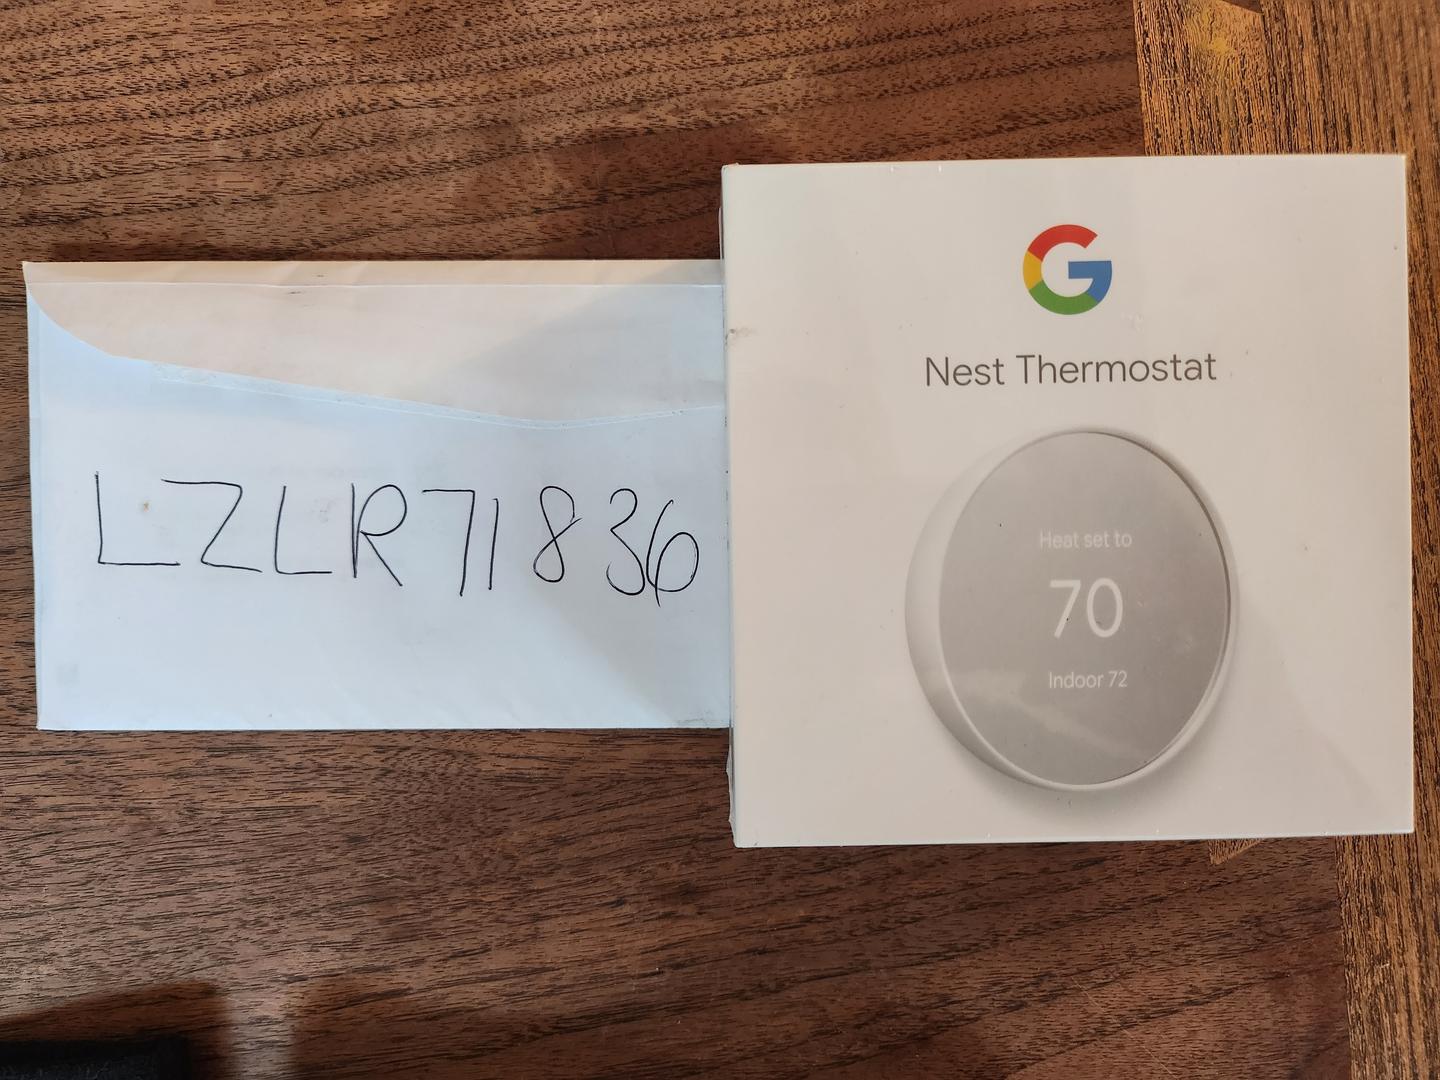 LZLR71836
Nest Thermostat
Heat set to
70
Indoor 72